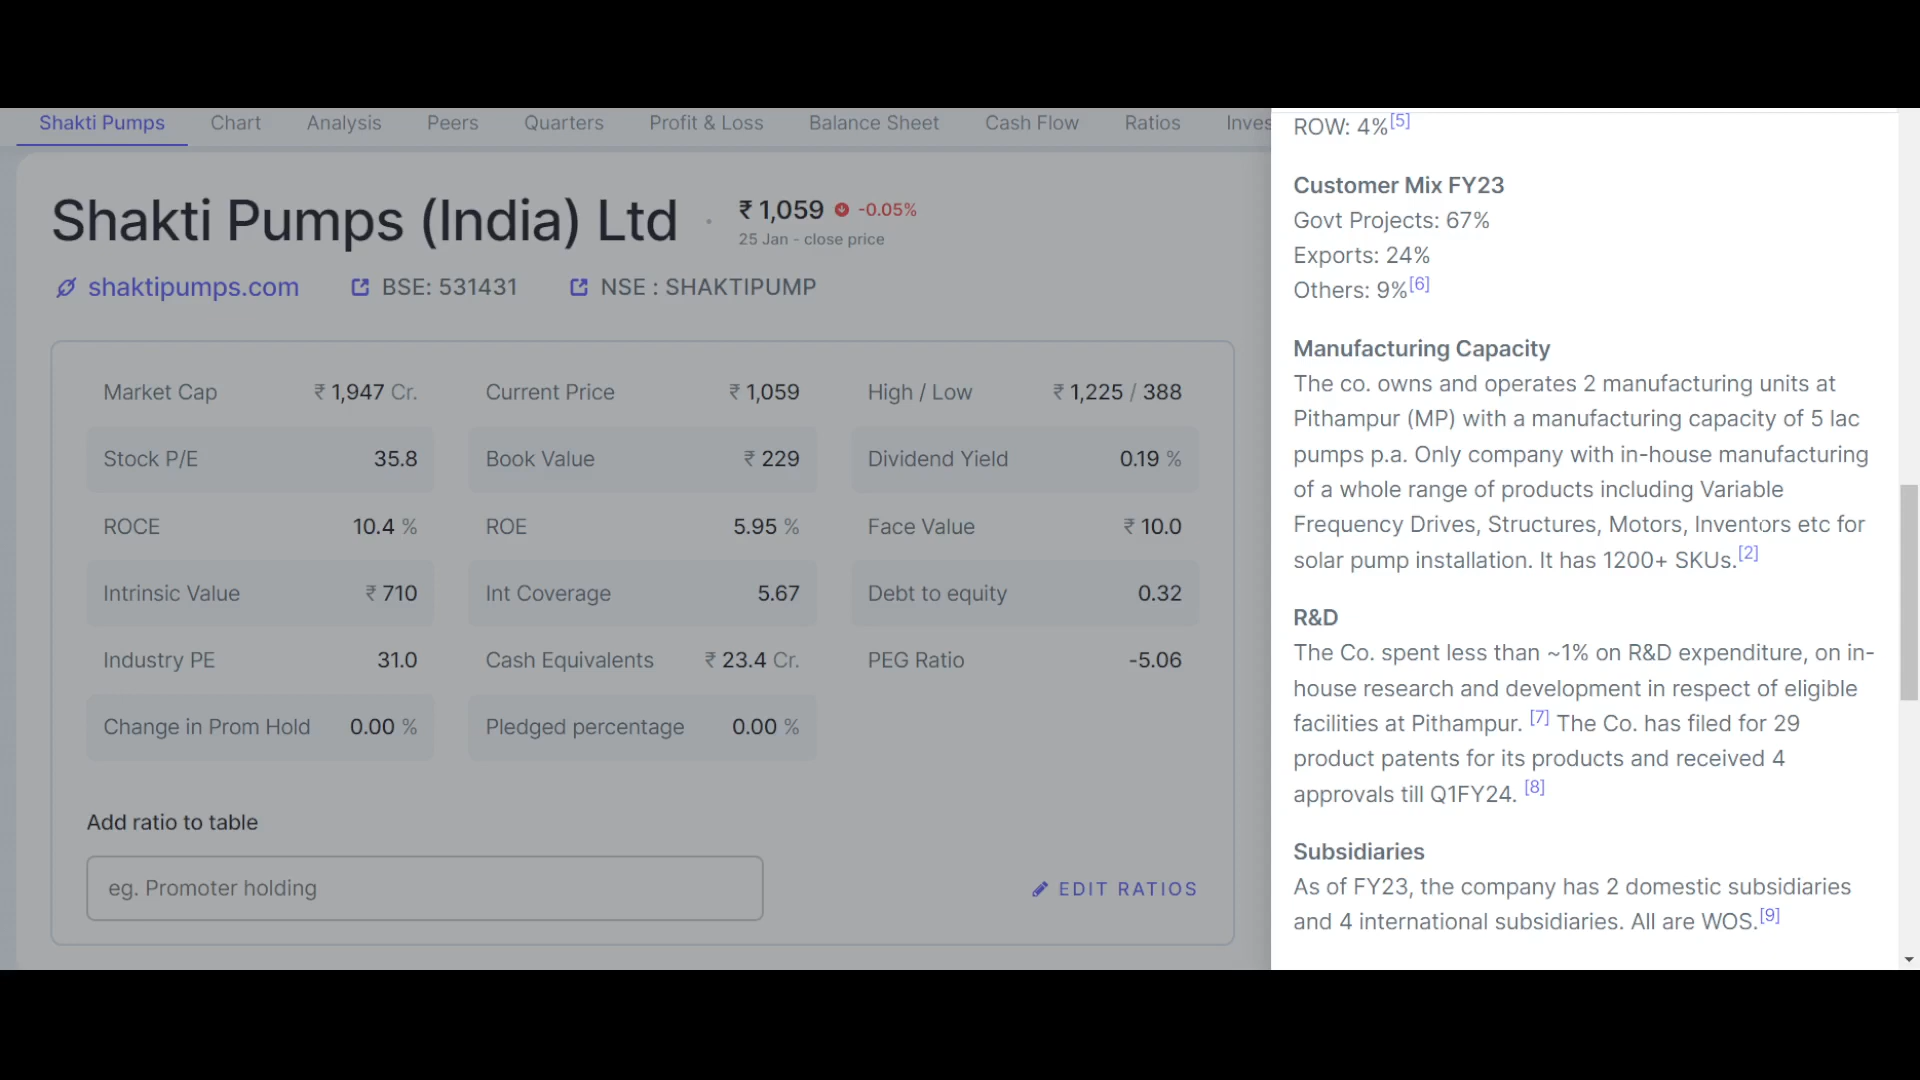 Shakti Pumps Chart Analysis Peers Quarters Profit & Loss Balance Sheet Cash Flow Ratios Inves
Shakti Pumps (India) Ltd
₹ 1,059 -0.05%
25 Jan - close price
shaktipumps.com BSE: 531431 NSE : SHAKTIPUMP
Market Cap ₹ 1,947 Cr. Current Price ₹ 1,059 High / Low ₹ 1,225 / 388
Stock P/E 35.8 Book Value ₹ 229 Dividend Yield 0.19 %
ROCE 10.4 % ROE 5.95 % Face Value ₹ 10.0
Intrinsic Value ₹ 710 Int Coverage 5.67 Debt to equity 0.32
Industry PE 31.0 Cash Equivalents ₹ 23.4 Cr. PEG Ratio -5.06
Change in Prom Hold 0.00 % Pledged percentage 0.00 %
Add ratio to table
eg. Promoter holding
EDIT RATIOS
ROW: 4%[5]
Customer Mix FY23
Govt Projects: 67%
Exports: 24%
Others: 9%[6]
Manufacturing Capacity
The co. owns and operates 2 manufacturing units at
Pithampur (MP) with a manufacturing capacity of 5 lac
pumps p.a. Only company with in-house manufacturing
of a whole range of products including Variable
Frequency Drives, Structures, Motors, Inventors etc for
solar pump installation. It has 1200+ SKUs.[2]
R&D
The Co. spent less than ~1% on R&D expenditure, on in-
house research and development in respect of eligible
facilities at Pithampur. [7] The Co. has filed for 29
product patents for its products and received 4
approvals till Q1FY24. [8]
Subsidiaries
As of FY23, the company has 2 domestic subsidiaries
and 4 international subsidiaries. All are WOS.[9]